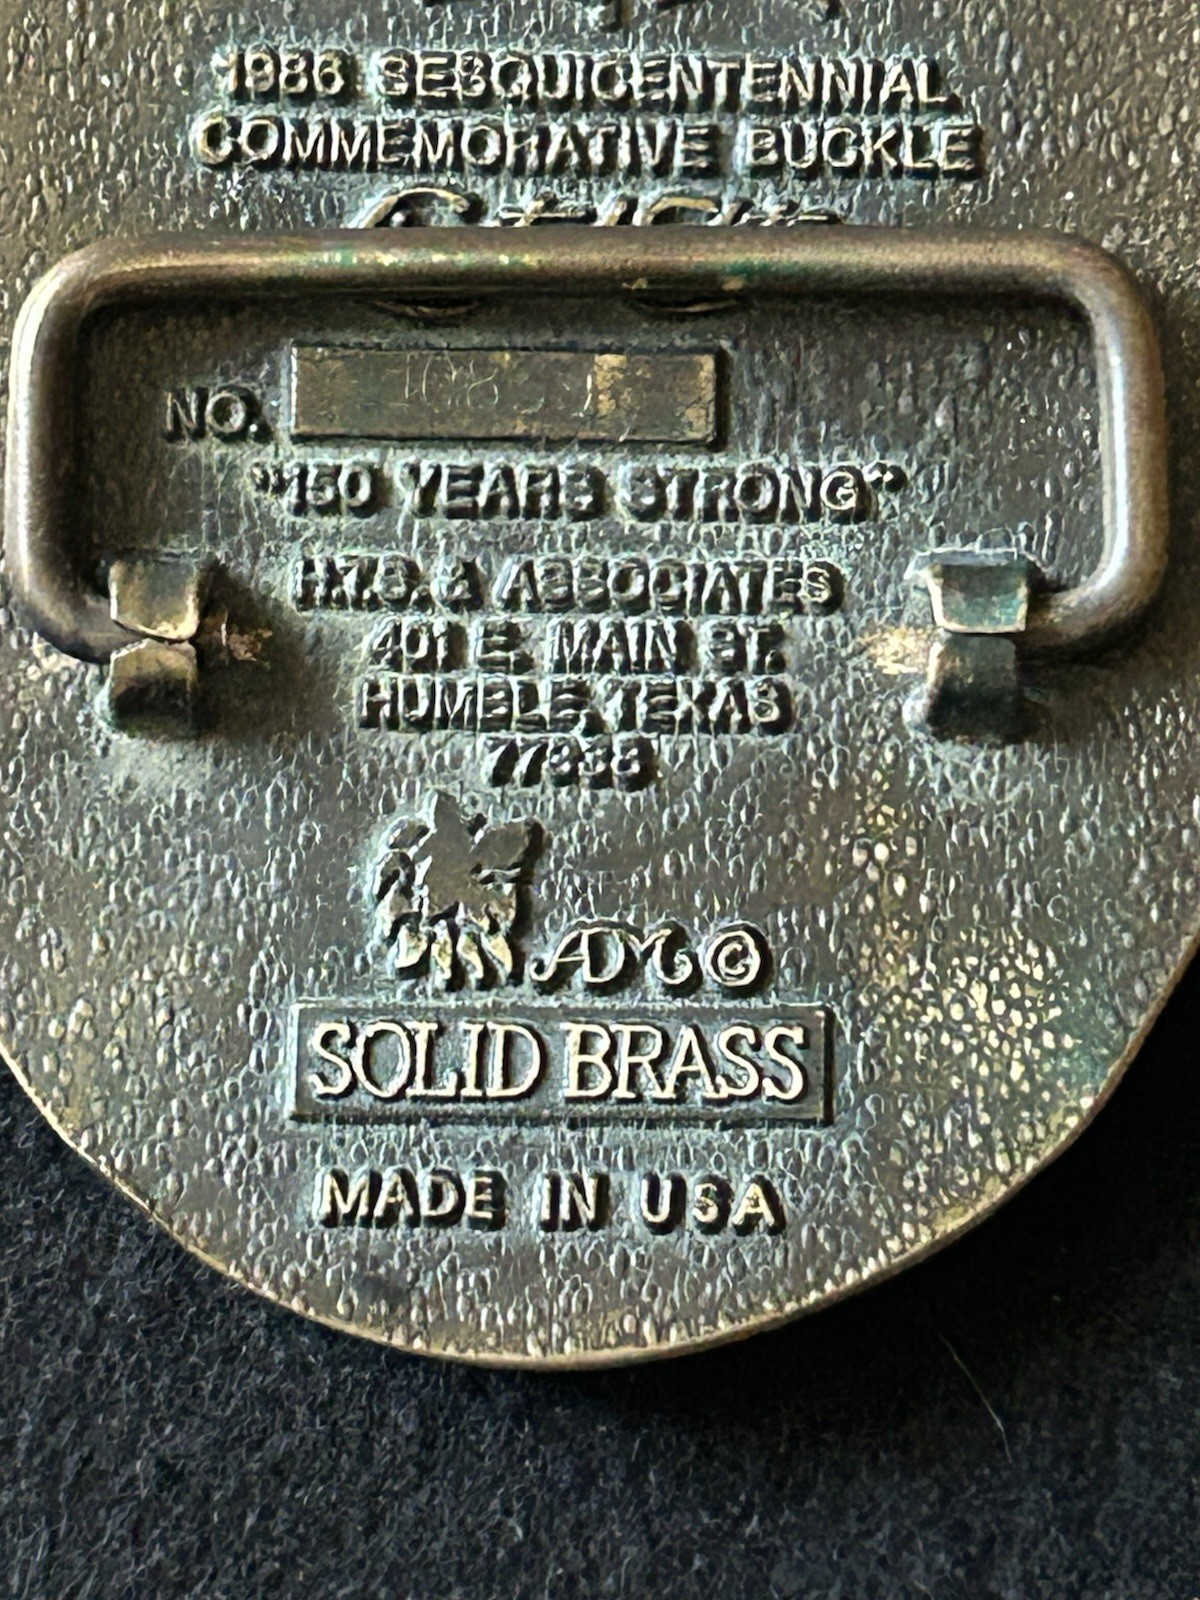 1986 SESQUICENTENNIAL
COMMEMORATIVE BUCKLE
NO.
"150 YEARS STRONG"
H.T.S. & ASSOCIATES
401 E. MAIN ST.
HUMBLE, TEXAS
77338
ADM ©
SOLID BRASS
MADE IN USA